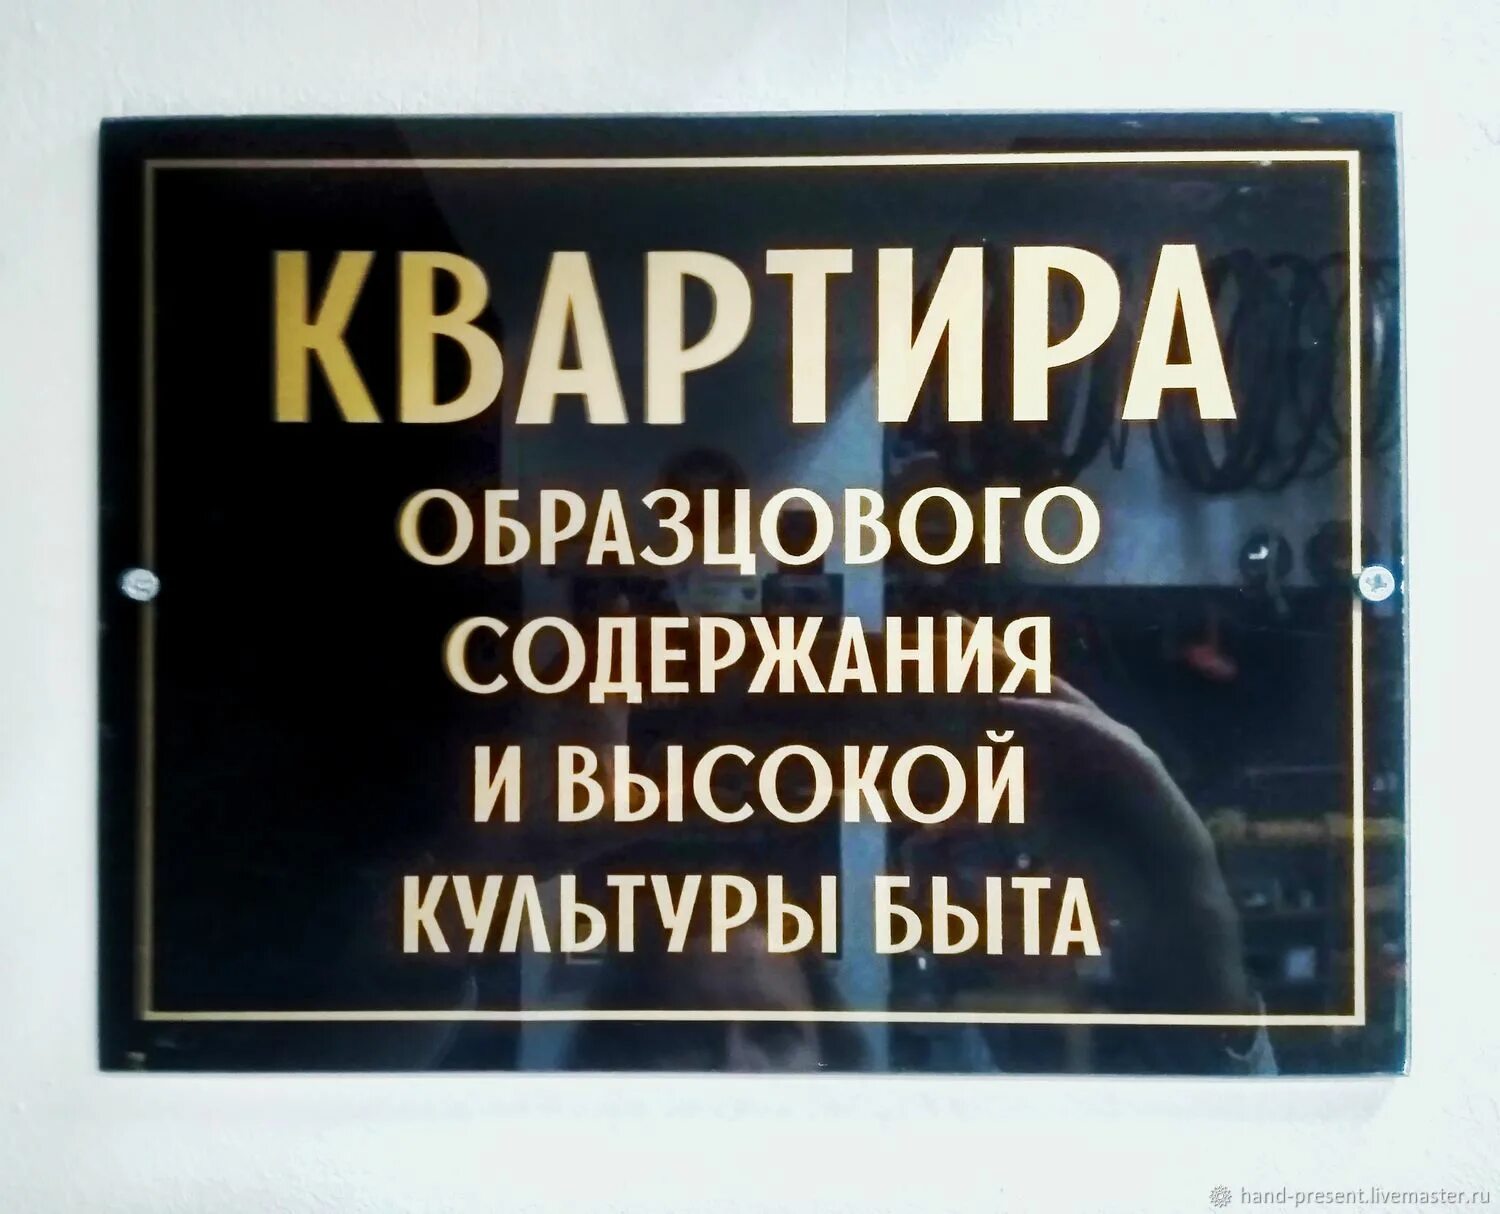 КВАРТИРА
ОБРАЗЦОВОГО
СОДЕРЖАНИЯ
И ВЫСОКОЙ
КУЛЬТУРЫ БЫТА
hand-present.livemaster.ru